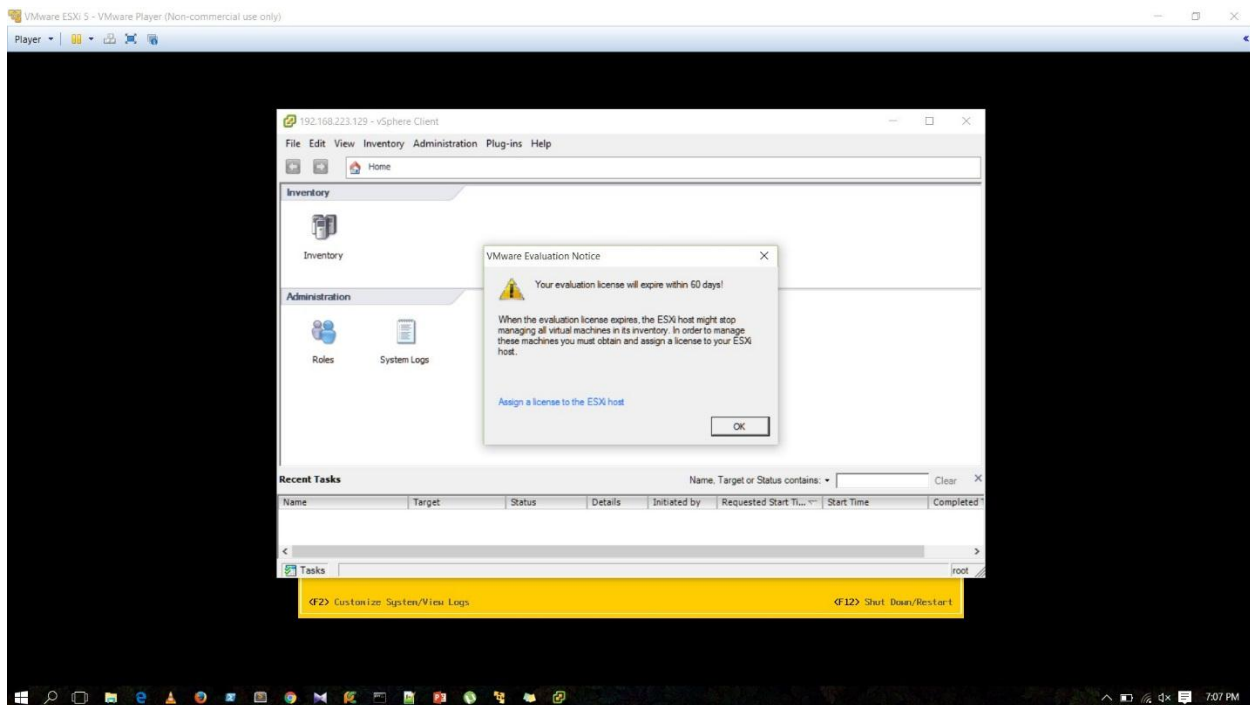 VMware ESXi 5 - VMware Player (Non-commercial use only)
Player
192.168.223.129 - vSphere Client
File Edit View Inventory Administration Plug-ins Help
Home
Inventory
Inventory
Administration
Roles System Logs
VMware Evaluation Notice
Your evaluation license will expire within 60 days!
When the evaluation license expires, the ESXi host might stop
managing all virtual machines in its inventory. In order to manage
these machines you must obtain and assign a license to your ESXi
host.
Assign a license to the ESXi host
OK
Recent Tasks Name, Target or Status contains: Clear
Name Target Status Details Initiated by Requested Start Ti... Start Time Completed
Tasks root
<F2> Customize System/View Logs <F12> Shut Down/Restart
7:07 PM